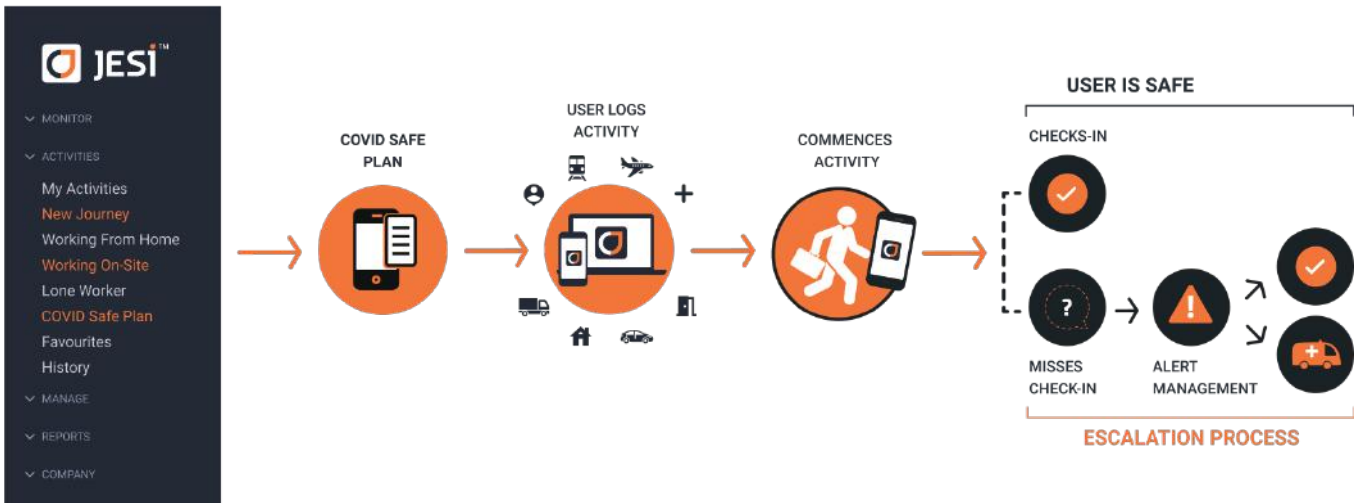 JESI™
MONITOR
ACTIVITIES
My Activities
New Journey
Working From Home
Working On-Site
Lone Worker
COVID Safe Plan
Favourites
History
MANAGE
REPORTS
COMPANY
COVID SAFE
PLAN
USER LOGS
ACTIVITY
COMMENCES
ACTIVITY
USER IS SAFE
CHECKS-IN
?
MISSES
CHECK-IN
ALERT
MANAGEMENT
ESCALATION PROCESS